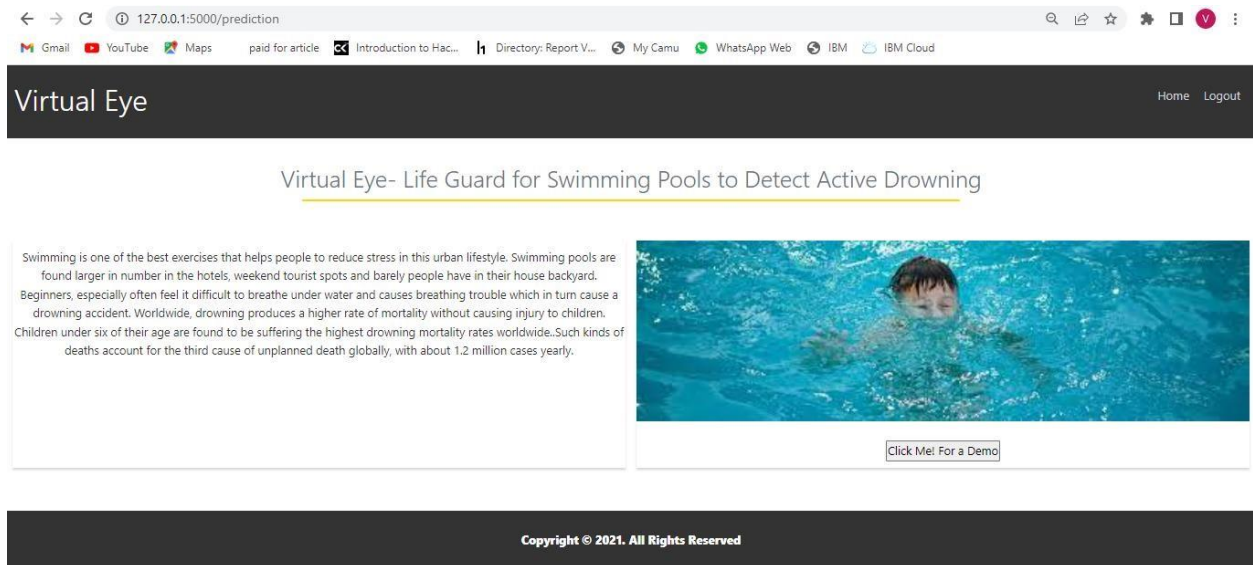 127.0.0.1:5000/prediction
Gmail YouTube Maps paid for article Introduction to Hac... Directory: Report V... My Camu WhatsApp Web IBM IBM Cloud
V
Virtual Eye
Home Logout
Virtual Eye- Life Guard for Swimming Pools to Detect Active Drowning
Swimming is one of the best exercises that helps people to reduce stress in this urban lifestyle. Swimming pools are
found larger in number in the hotels, weekend tourist spots and barely people have in their house backyard.
Beginners, especially often feel it difficult to breathe under water and causes breathing trouble which in turn cause a
drowning accident. Worldwide, drowning produces a higher rate of mortality without causing injury to children.
Children under six of their age are found to be suffering the highest drowning mortality rates worldwide..Such kinds of
deaths account for the third cause of unplanned death globally, with about 1.2 million cases yearly.
Click Me! For a Demo
Copyright © 2021. All Rights Reserved